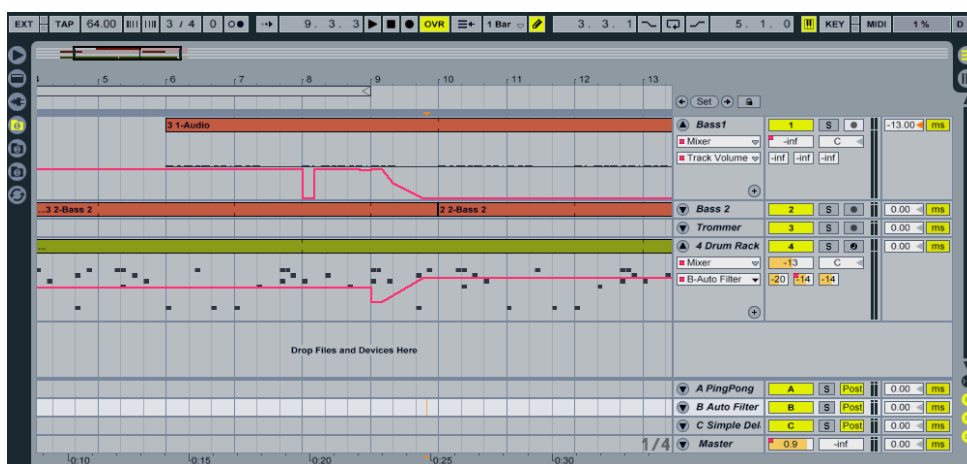 EXT TAP 64.00 3 / 4 0 9. 3. 3 OVR 1 Bar 3. 3. 1 5. 1. 0 KEY MIDI 1 % D
5 6 7 8 9 10 11 12 13
Set
3 1-Audio
Bass1 1 S -13.00 ms
Mixer -inf C
Track Volume -inf -inf -inf
...3 2-Bass 2 2 2-Bass 2 Bass 2 2 S 0.00 ms
Trommer 3 S 0.00 ms
... 4 Drum Rack 4 S 0.00 ms
Mixer -13 C
B-Auto Filter -20 -14 -14
Drop Files and Devices Here
A PingPong A S Post 0.00 ms
B Auto Filter B S Post 0.00 ms
C Simple Del C S Post 0.00 ms
1/4 Master 0.9 -inf 0.00 ms
0:10 0:15 0:20 0:25 0:30